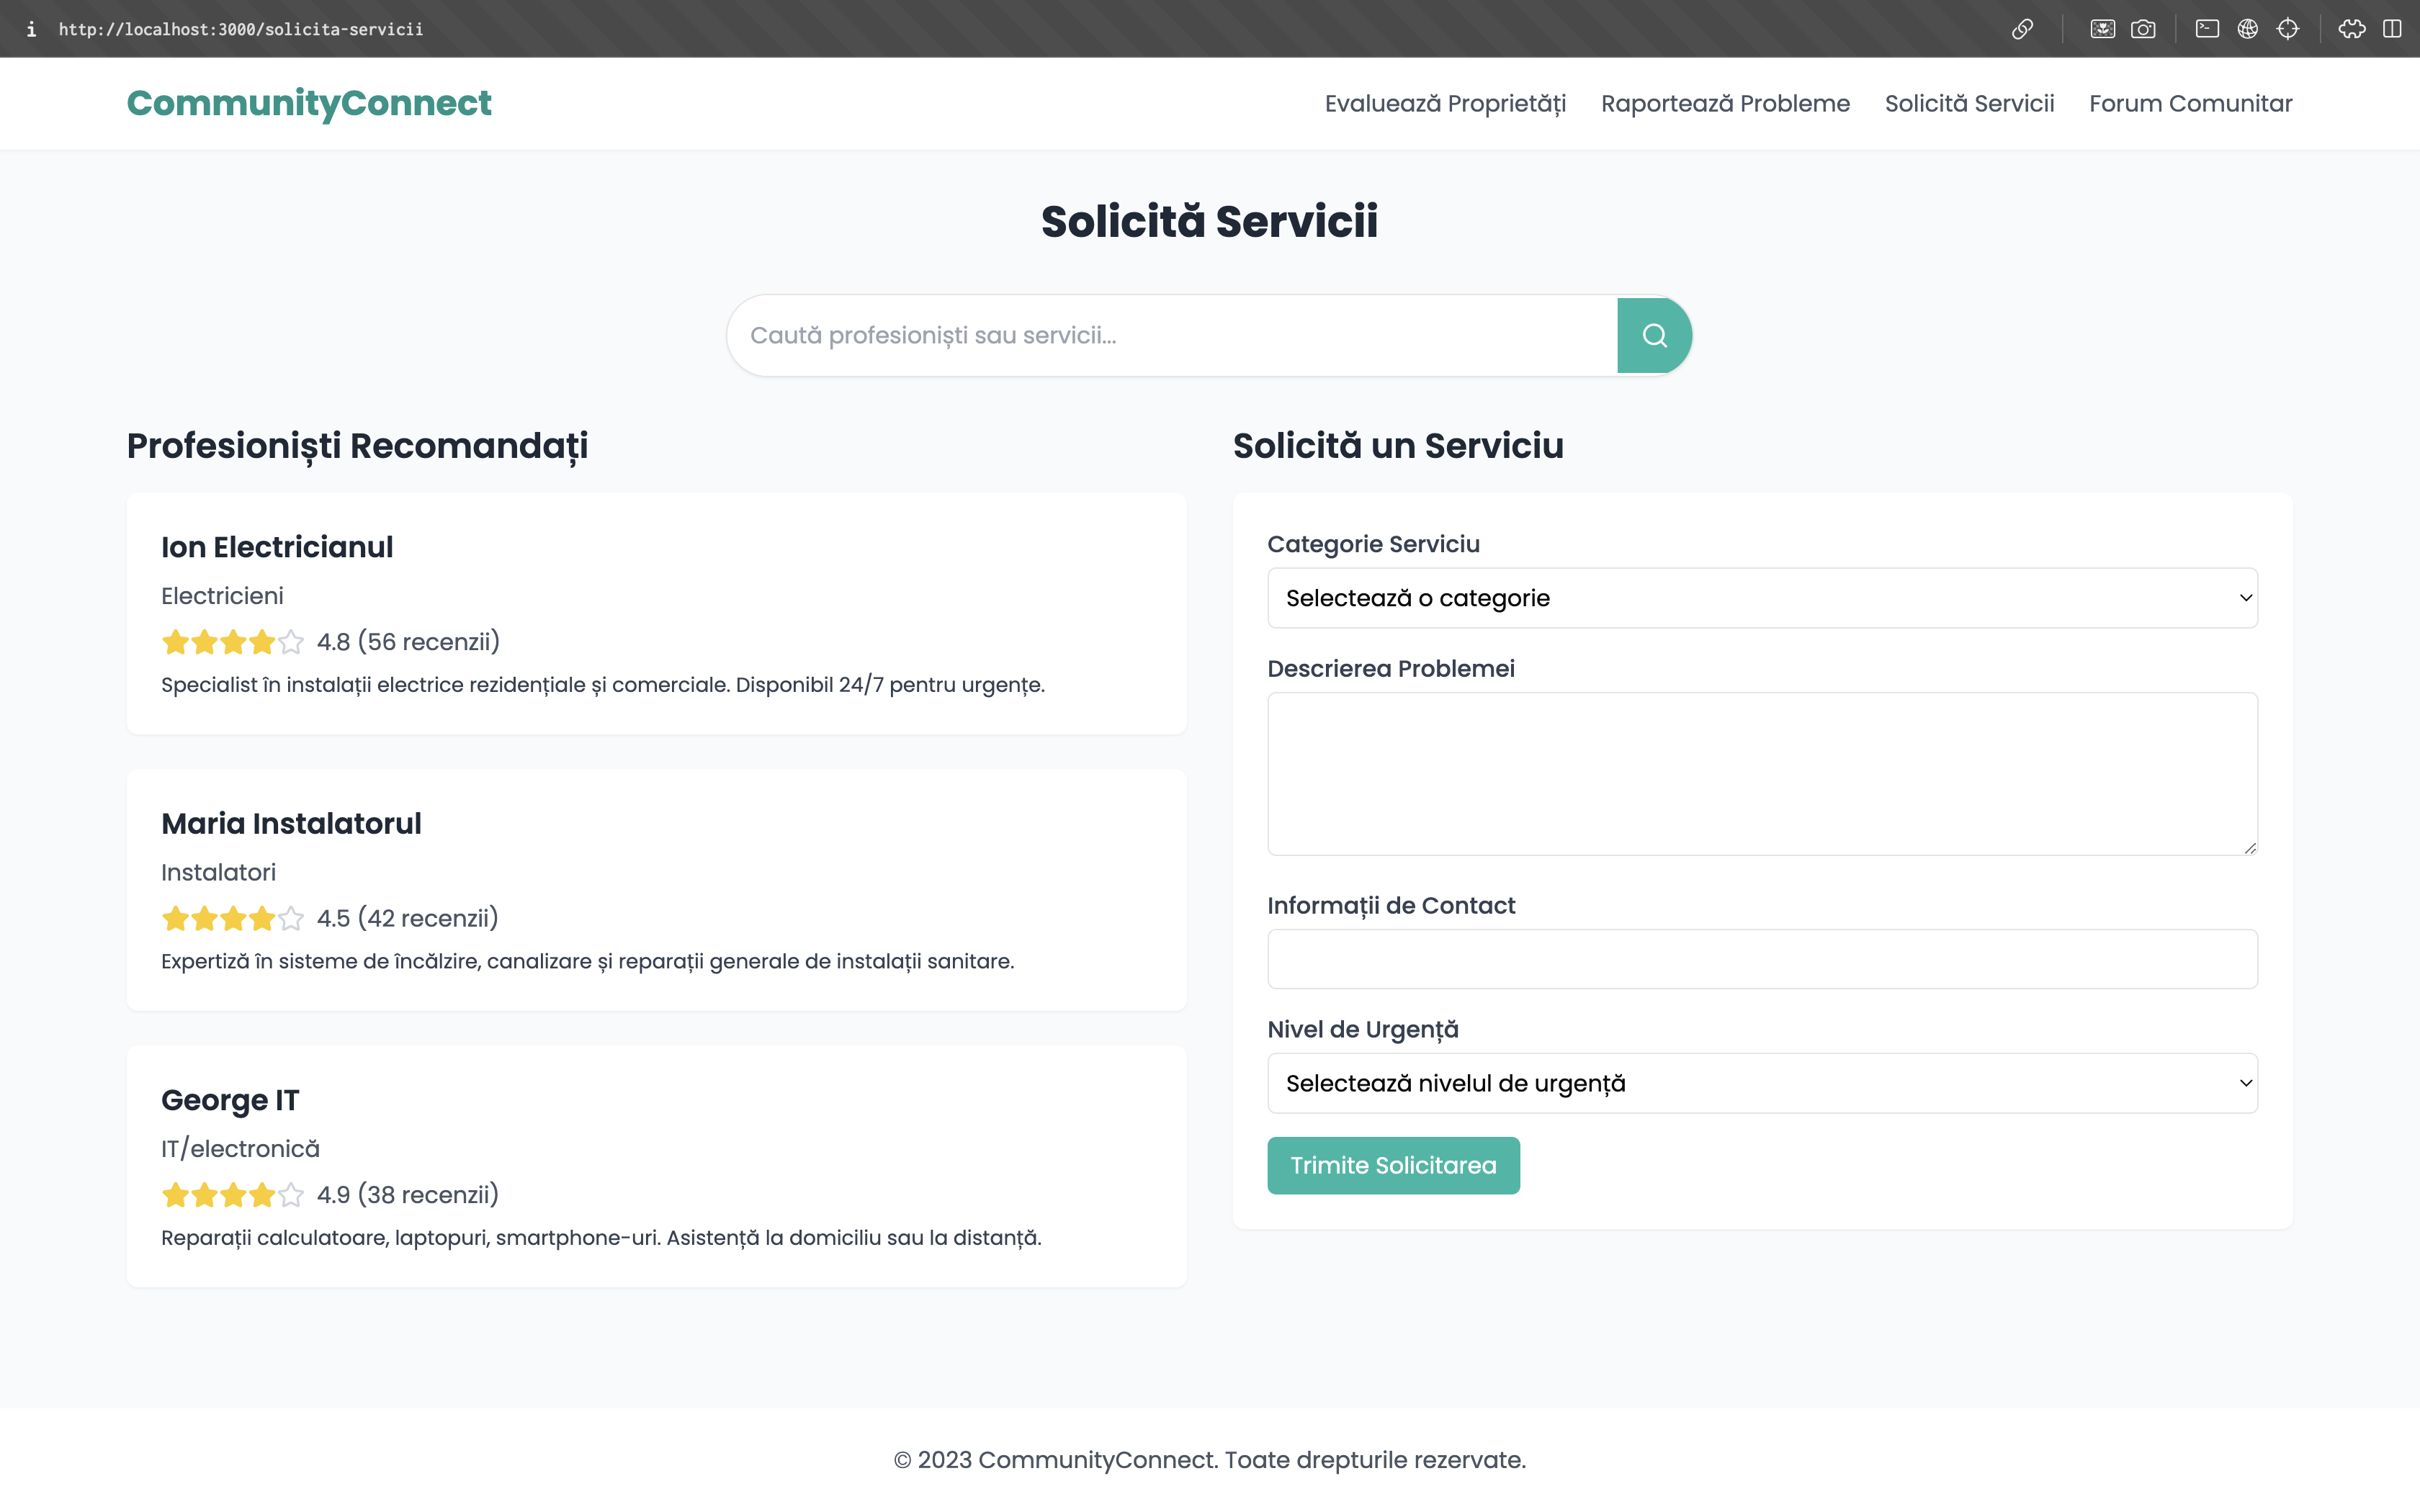 i http://localhost:3000/solicita-servicii
CommunityConnect
Evaluează Proprietăți Raportează Probleme Solicită Servicii Forum Comunitar
Solicită Servicii
Caută profesioniști sau servicii...
Profesioniști Recomandați
Ion Electricianul
Electricieni
4.8 (56 recenzii)
Specialist în instalații electrice rezidențiale și comerciale. Disponibil 24/7 pentru urgențe.
Maria Instalatorul
Instalatori
4.5 (42 recenzii)
Expertiză în sisteme de încălzire, canalizare și reparații generale de instalații sanitare.
George IT
IT/electronică
4.9 (38 recenzii)
Reparații calculatoare, laptopuri, smartphone-uri. Asistență la domiciliu sau la distanță.
Solicită un Serviciu
Categorie Serviciu
Selectează o categorie
Descrierea Problemei
Informații de Contact
Nivel de Urgență
Selectează nivelul de urgență
Trimite Solicitarea
© 2023 CommunityConnect. Toate drepturile rezervate.